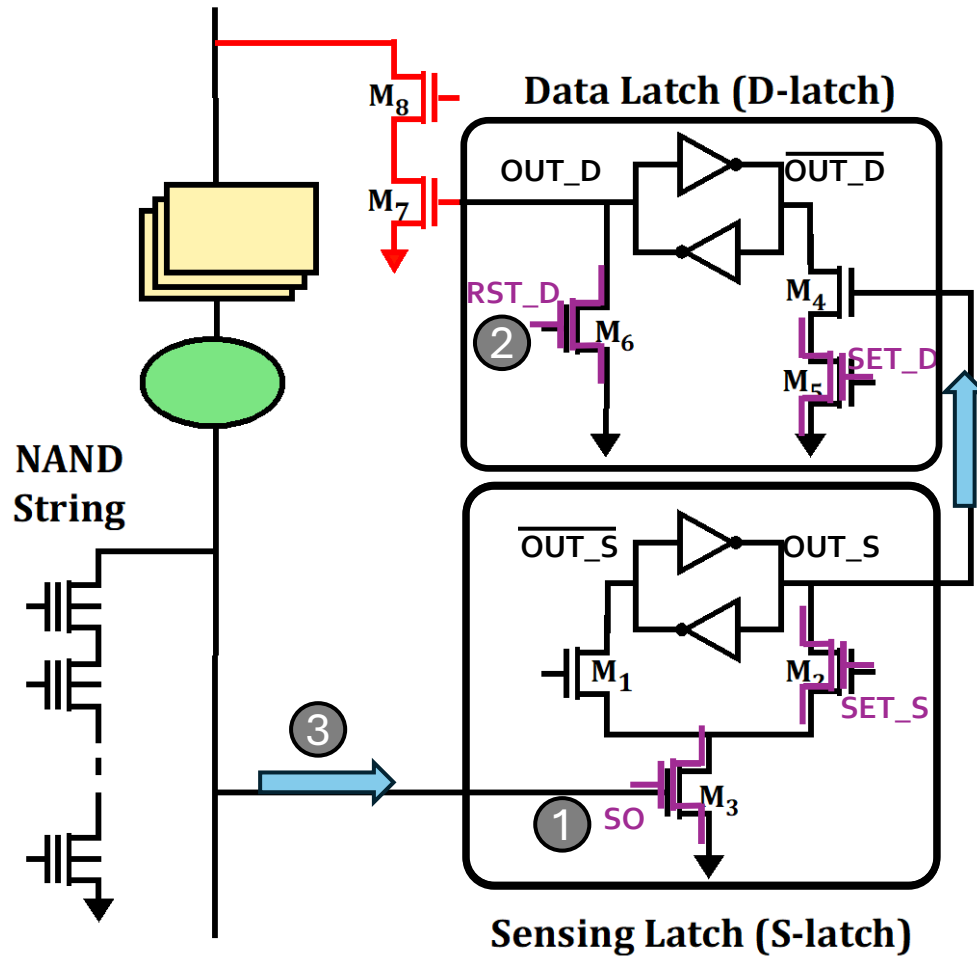 M₈
Data Latch (D-latch)
OUT_D
OUT_D
M₇
RST_D
2
M₆
M₄
M₅
SET_D
NAND
String
OUT_S
OUT_S
M₁
M₂
SET_S
3
1
SO
M₃
Sensing Latch (S-latch)